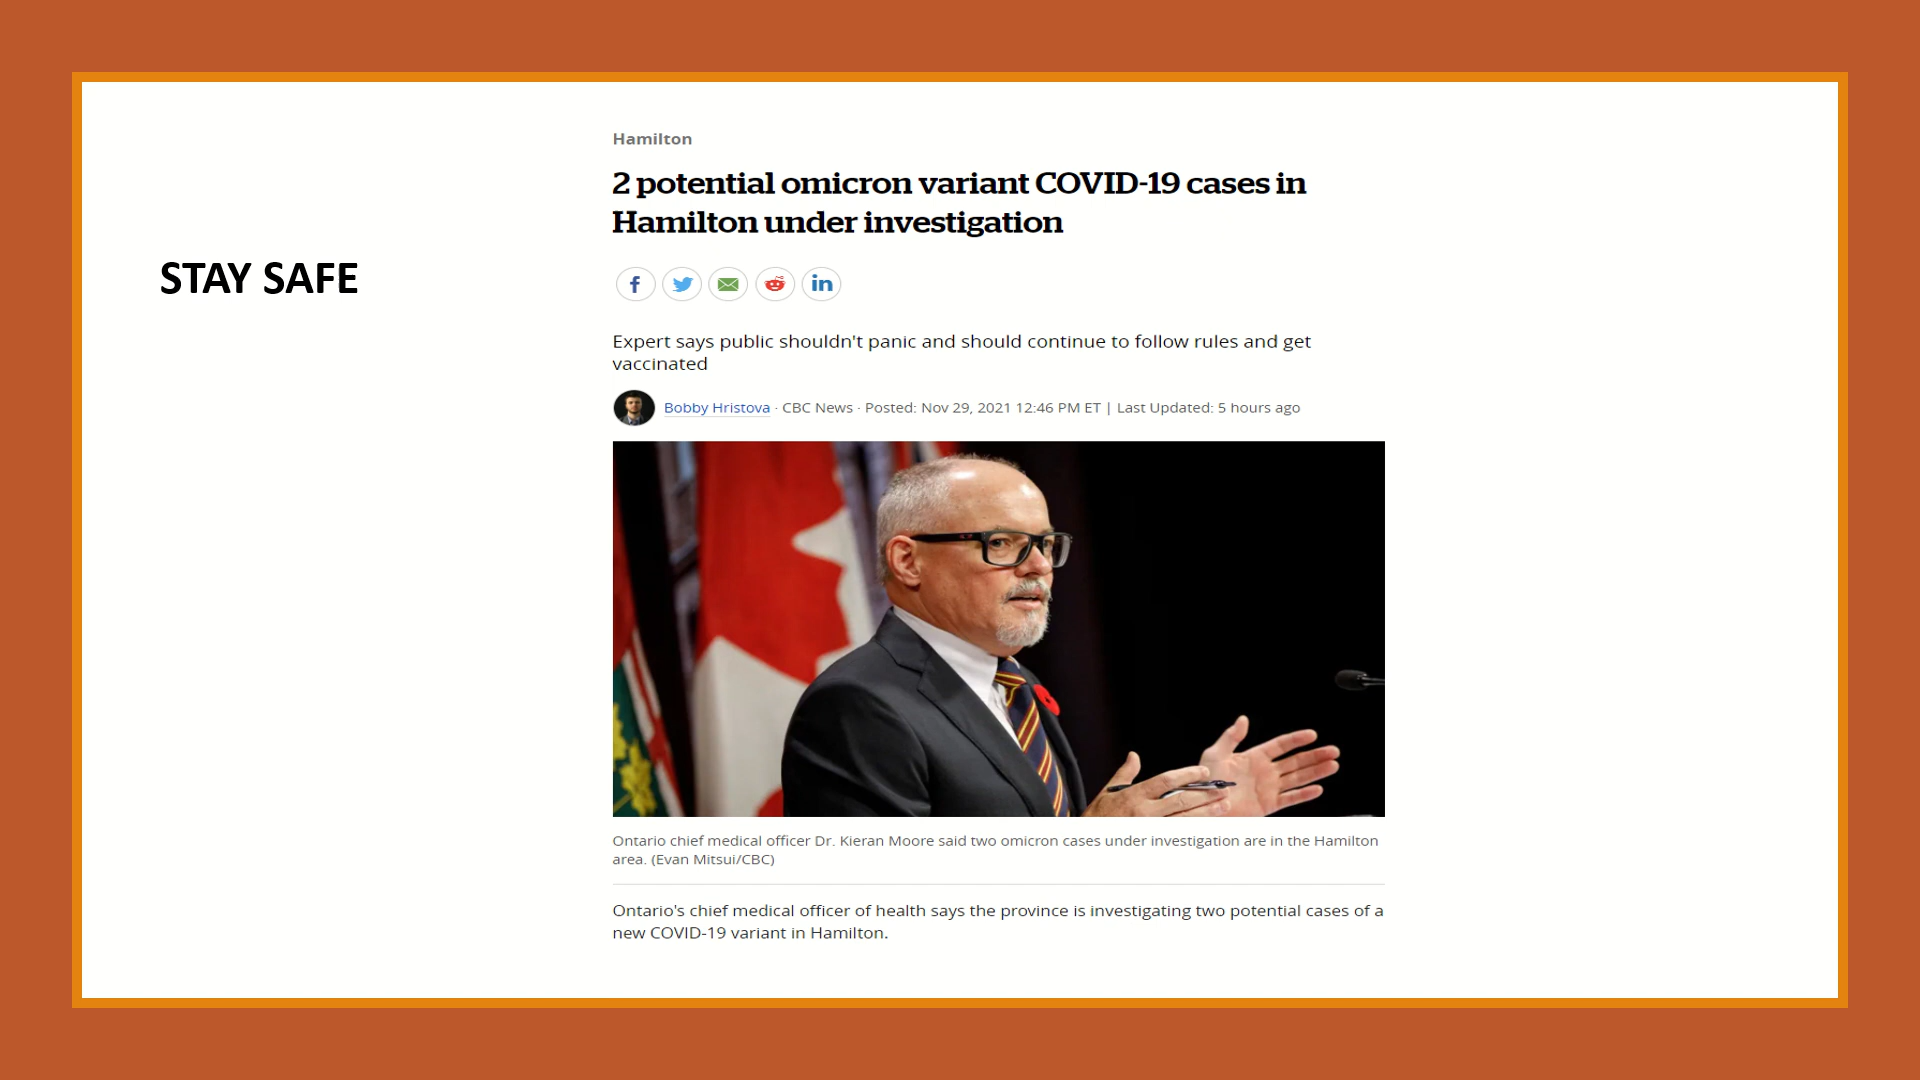 STAY SAFE
Hamilton
2 potential omicron variant COVID-19 cases in
Hamilton under investigation
Expert says public shouldn't panic and should continue to follow rules and get
vaccinated
Bobby Hristova · CBC News · Posted: Nov 29, 2021 12:46 PM ET | Last Updated: 5 hours ago
Ontario chief medical officer Dr. Kieran Moore said two omicron cases under investigation are in the Hamilton
area. (Evan Mitsui/CBC)
Ontario's chief medical officer of health says the province is investigating two potential cases of a
new COVID-19 variant in Hamilton.